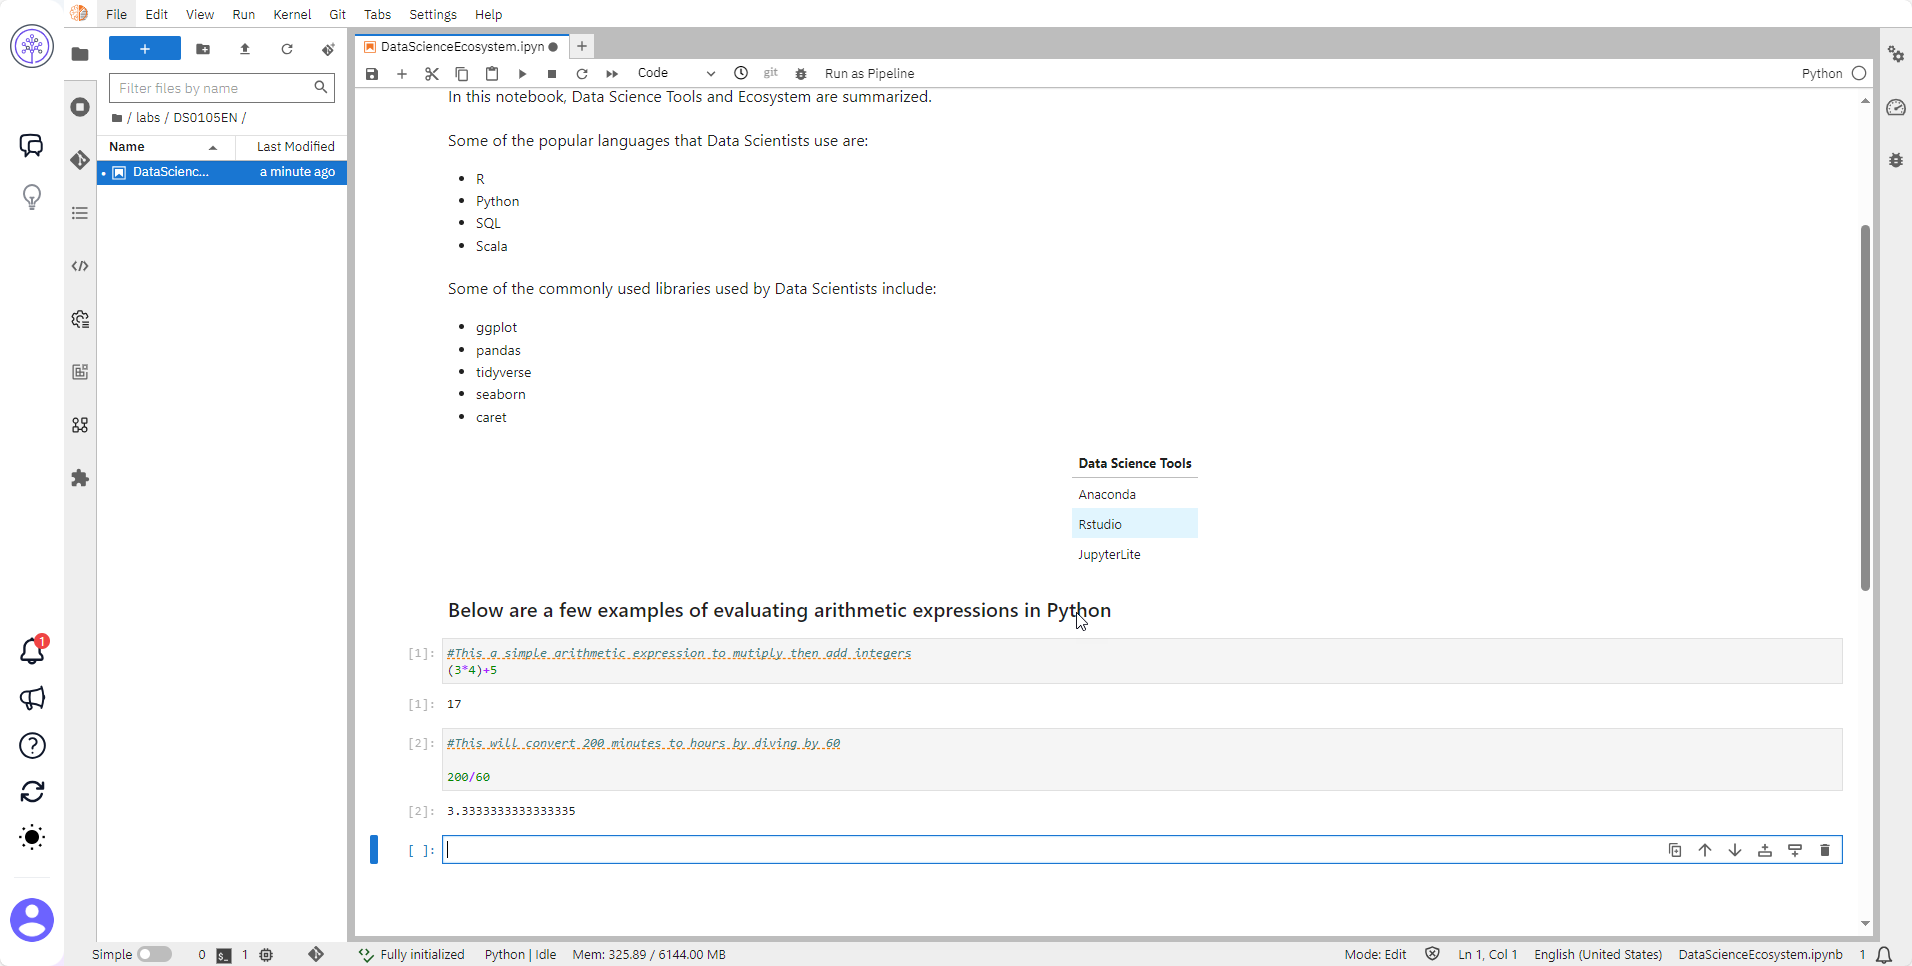 File Edit View Run Kernel Git Tabs Settings Help
DataScienceEcosystem.ipyn
Filter files by name
Code
git
Run as Pipeline
Python
/ labs / DS0105EN /
Name Last Modified
DataScienc... a minute ago
In this notebook, Data Science Tools and Ecosystem are summarized.
Some of the popular languages that Data Scientists use are:
R
Python
SQL
Scala
Some of the commonly used libraries used by Data Scientists include:
ggplot
pandas
tidyverse
seaborn
caret
Data Science Tools
Anaconda
Rstudio
JupyterLite
Below are a few examples of evaluating arithmetic expressions in Python
[1]: #This a simple arithmetic expression to mutiply then add integers
(3*4)+5
[1]: 17
[2]: #This will convert 200 minutes to hours by diving by 60
200/60
[2]: 3.3333333333333335
[ ]:
1
Simple 0 $_ 1 Fully initialized Python | Idle Mem: 325.89 / 6144.00 MB Mode: Edit Ln 1, Col 1 English (United States) DataScienceEcosystem.ipynb 1